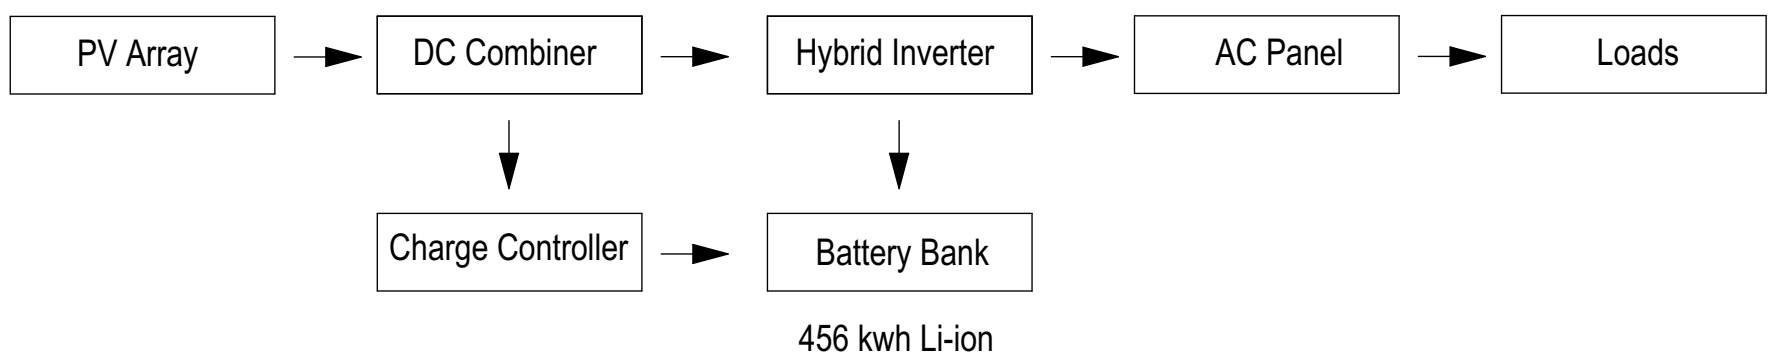 PV Array
DC Combiner
Hybrid Inverter
AC Panel
Loads
Charge Controller
Battery Bank
456 kwh Li-ion